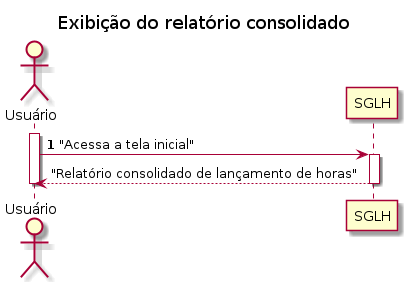 Exibição do relatório consolidado
Usuário
SGLH
1 "Acessa a tela inicial"
"Relatório consolidado de lançamento de horas"
Usuário
SGLH